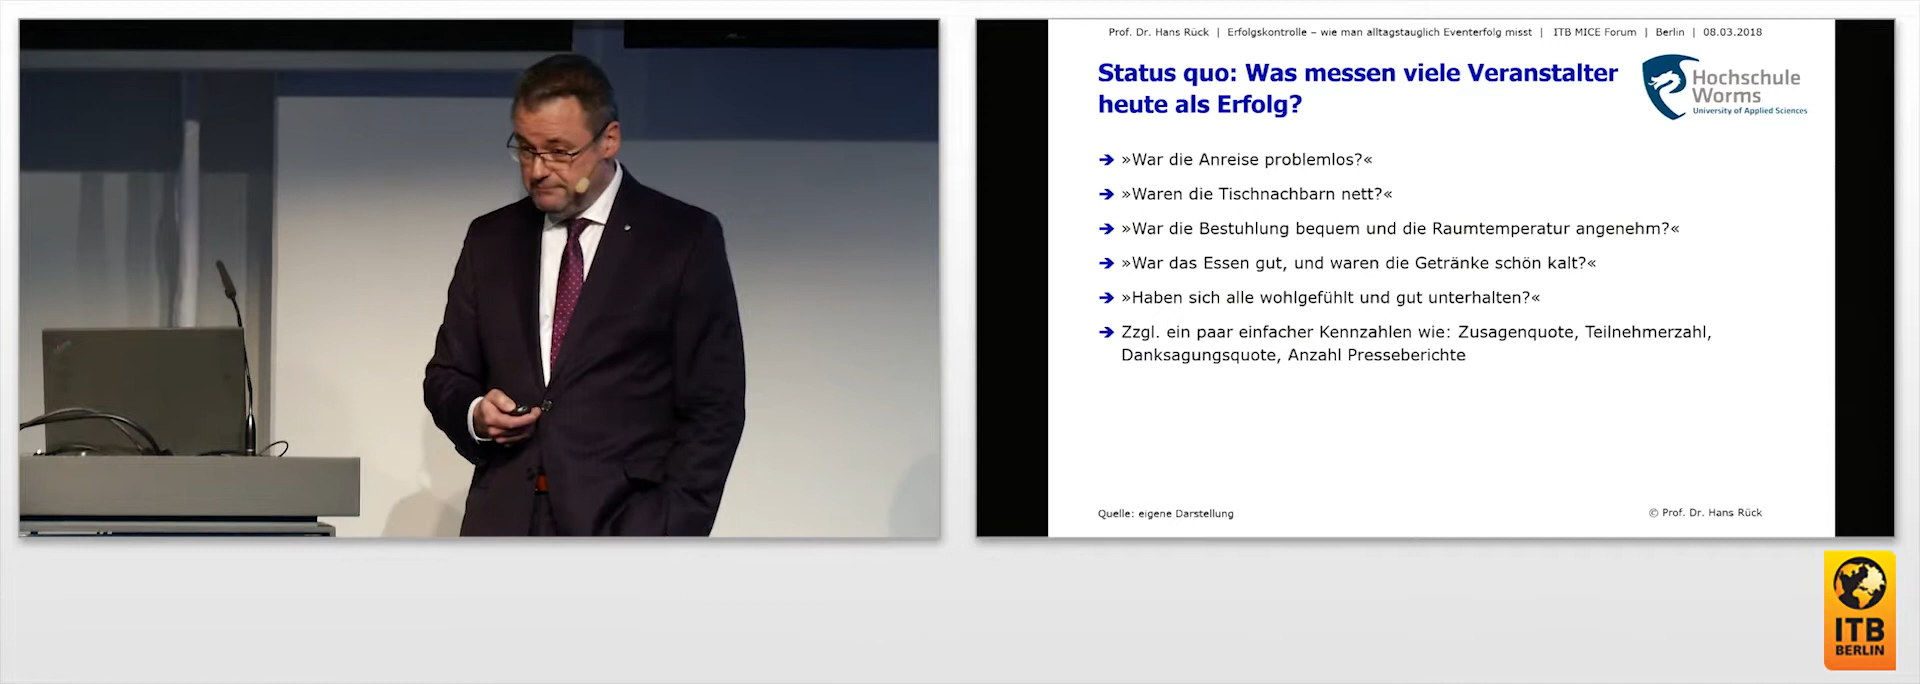 Prof. Dr. Hans Rück | Erfolgskontrolle – wie man alltagstauglich Eventerfolg misst | ITB MICE Forum | Berlin | 08.03.2018
Status quo: Was messen viele Veranstalter
heute als Erfolg?
Hochschule
Worms
University of Applied Sciences
➔ »War die Anreise problemlos?«
➔ »Waren die Tischnachbarn nett?«
➔ »War die Bestuhlung bequem und die Raumtemperatur angenehm?«
➔ »War das Essen gut, und waren die Getränke schön kalt?«
➔ »Haben sich alle wohlgefühlt und gut unterhalten?«
➔ Zzgl. ein paar einfacher Kennzahlen wie: Zusagenquote, Teilnehmerzahl,
Danksagungsquote, Anzahl Presseberichte
Quelle: eigene Darstellung
© Prof. Dr. Hans Rück
ITB
BERLIN